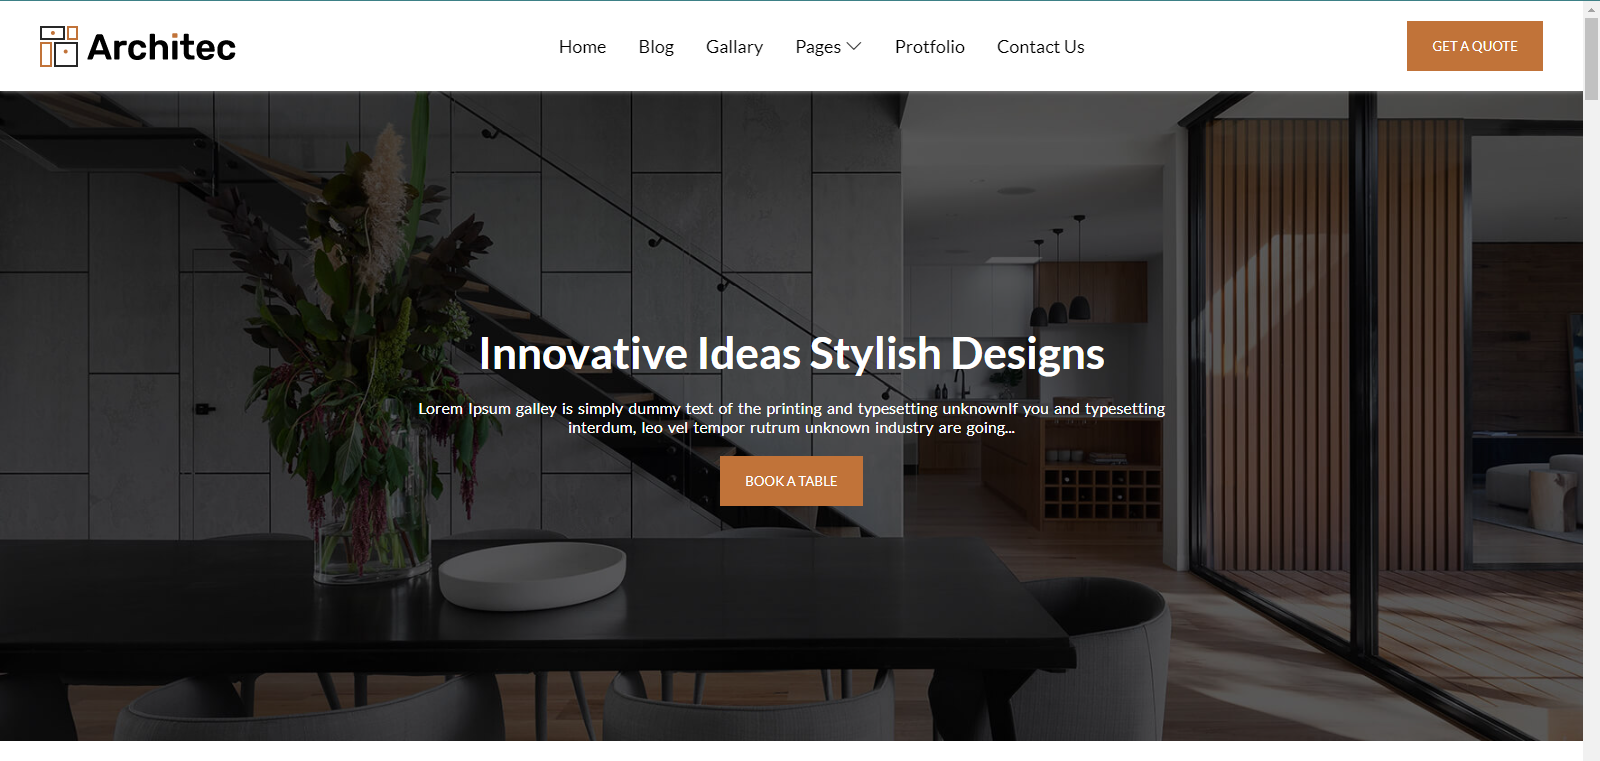 Architec
Home Blog Gallary Pages Protfolio Contact Us
GET A QUOTE
Innovative Ideas Stylish Designs
Lorem Ipsum galley is simply dummy text of the printing and typesetting unknownIf you and typesetting
interdum, leo vel tempor rutrum unknown industry are going...
BOOK A TABLE